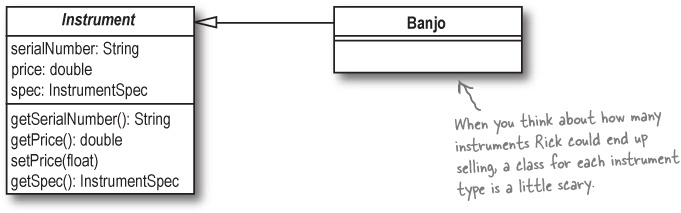 Instrument
serialNumber: String
price: double
spec: InstrumentSpec
getSerialNumber(): String
getPrice(): double
setPrice(float)
getSpec(): InstrumentSpec
Banjo
When you think about how many
instruments Rick could end up
selling, a class for each instrument
type is a little scary.